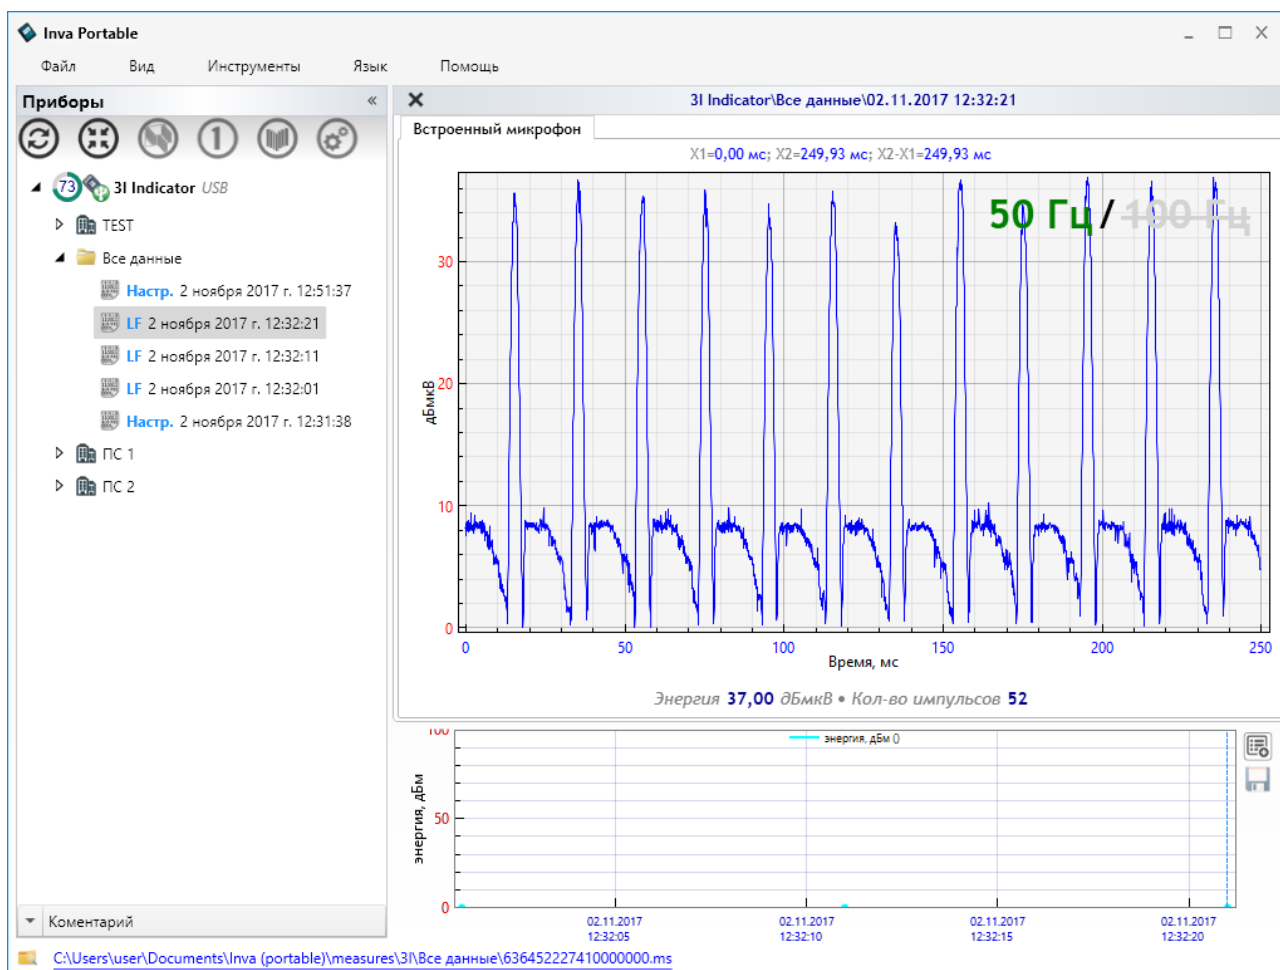 Inva Portable
Файл Вид Инструменты Язык Помощь
Приборы «
1
73 3I Indicator USB
TEST
Все данные
Настр. 2 ноября 2017 г. 12:51:37
LF 2 ноября 2017 г. 12:32:21
LF 2 ноября 2017 г. 12:32:11
LF 2 ноября 2017 г. 12:32:01
Настр. 2 ноября 2017 г. 12:31:38
ПС 1
ПС 2
Коментарий
3I Indicator\Все данные\02.11.2017 12:32:21
Встроенный микрофон
X1=0,00 мс; X2=249,93 мс; X2-X1=249,93 мс
50 Гц / 100 Гц
30
20
10
0
дБмкВ
0 50 100 150 200 250
Время, мс
Энергия 37,00 дБмкВ • Кол-во импульсов 52
энергия, дБм ()
100
50
0
энергия, дБм
02.11.2017 02.11.2017 02.11.2017 02.11.2017
12:32:05 12:32:10 12:32:15 12:32:20
C:\Users\user\Documents\Inva (portable)\measures\3I\Все данные\636452227410000000.ms